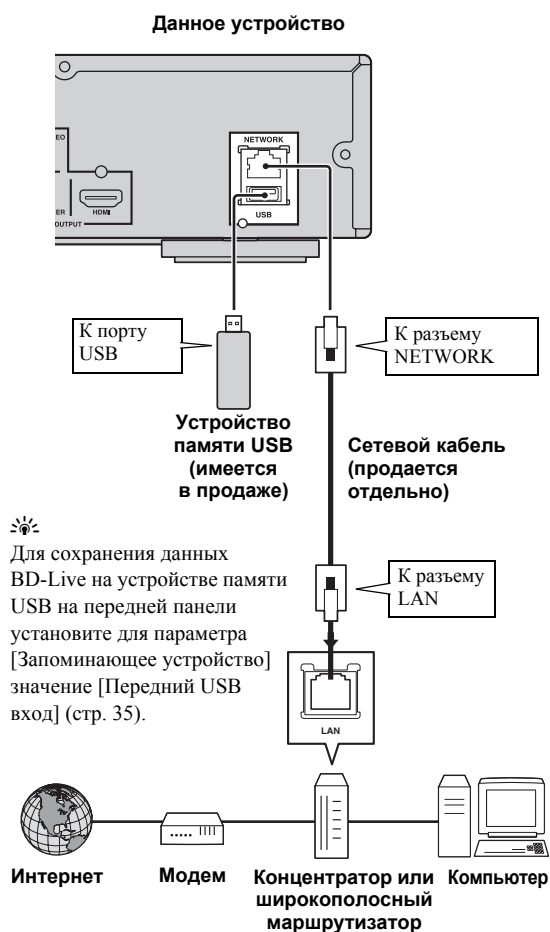 Данное устройство
EO
NETWORK
ER
HDMI
USB
OUTPUT
К порту
USB
К разъему
NETWORK
Устройство
памяти USB
(имеется
в продаже)
Сетевой кабель
(продается
отдельно)
Для сохранения данных
BD-Live на устройстве памяти
USB на передней панели
установите для параметра
[Запоминающее устройство]
значение [Передний USB
вход] (стр. 35).
К разъему
LAN
LAN
Интернет
Модем
Концентратор или
широкополосный
маршрутизатор
Компьютер